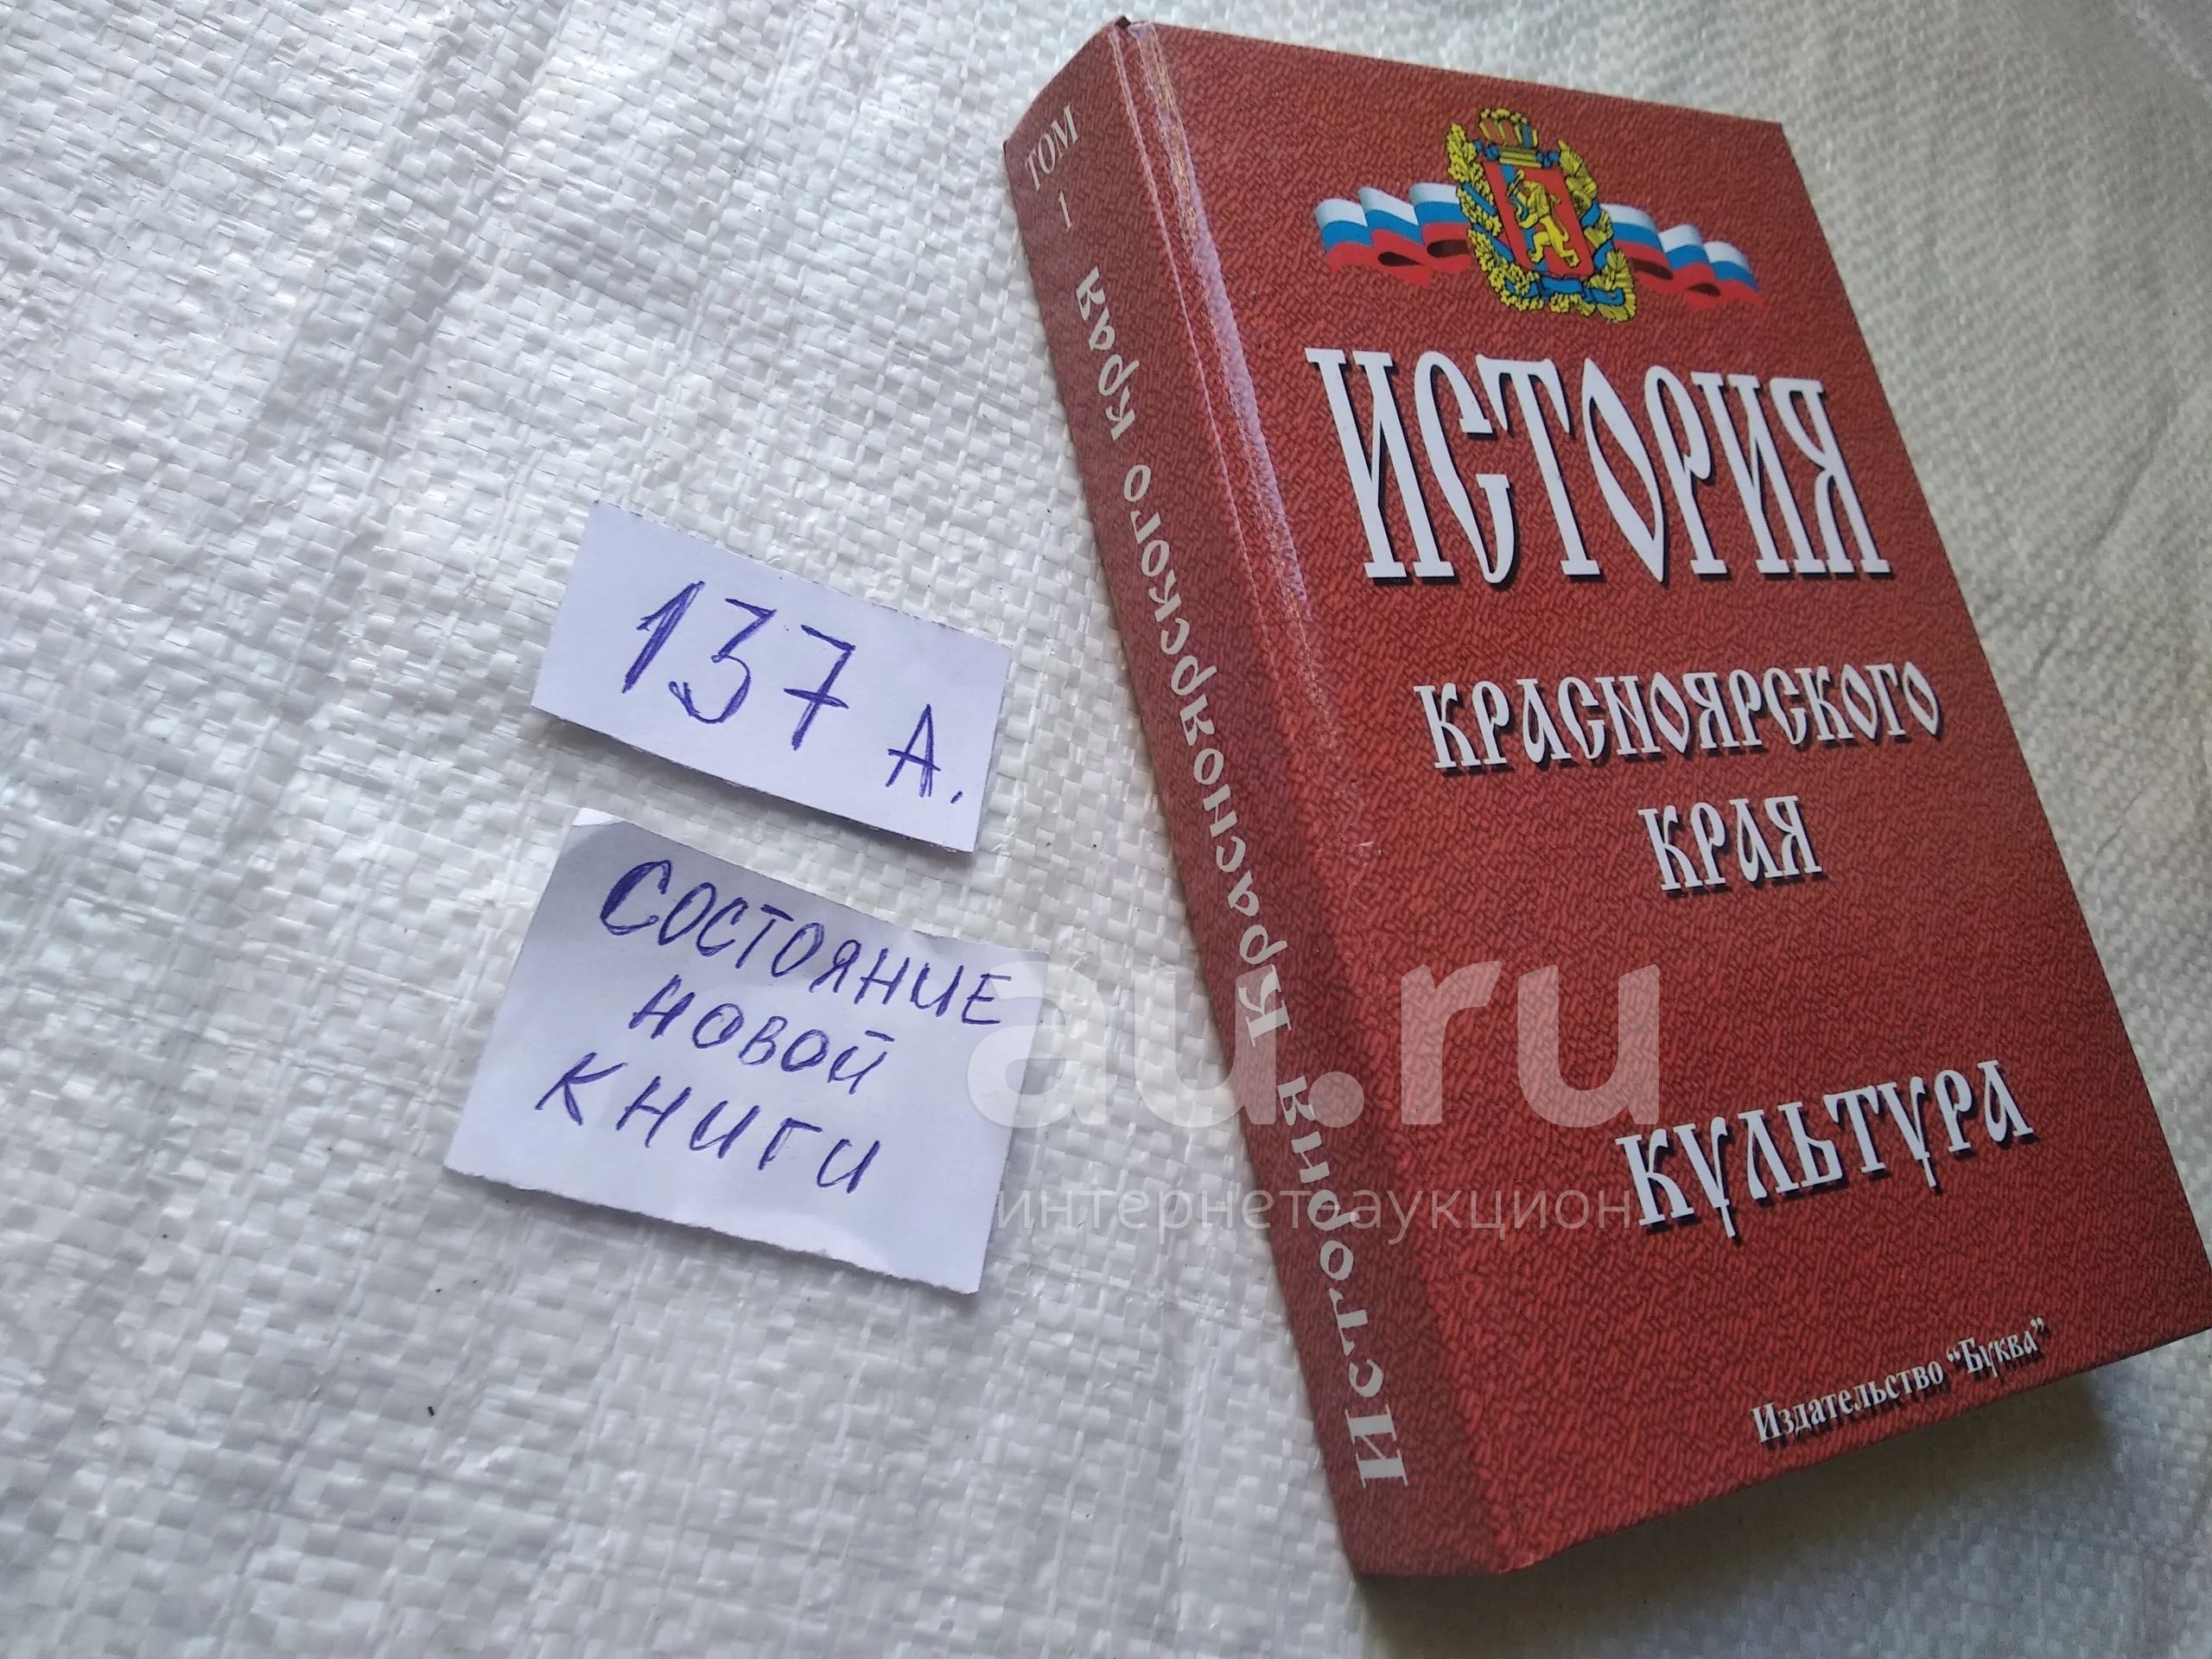 137 А.
Состояние
новой
книги
ТОМ
1
История Красноярского края
ИСТОРИЯ
КРАСНОЯРСКОГО
КРАЯ
КУЛЬТУРА
Издательство “Буква”
au.ru
интернет-аукцион